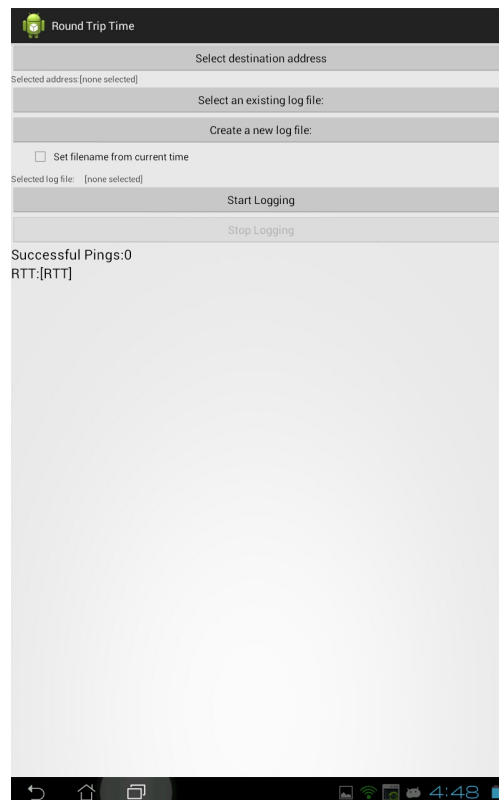 Round Trip Time
Select destination address
Selected address:[none selected]
Select an existing log file:
Create a new log file:
Set filename from current time
Selected log file: [none selected]
Start Logging
Stop Logging
Successful Pings:0
RTT:[RTT]
4:48